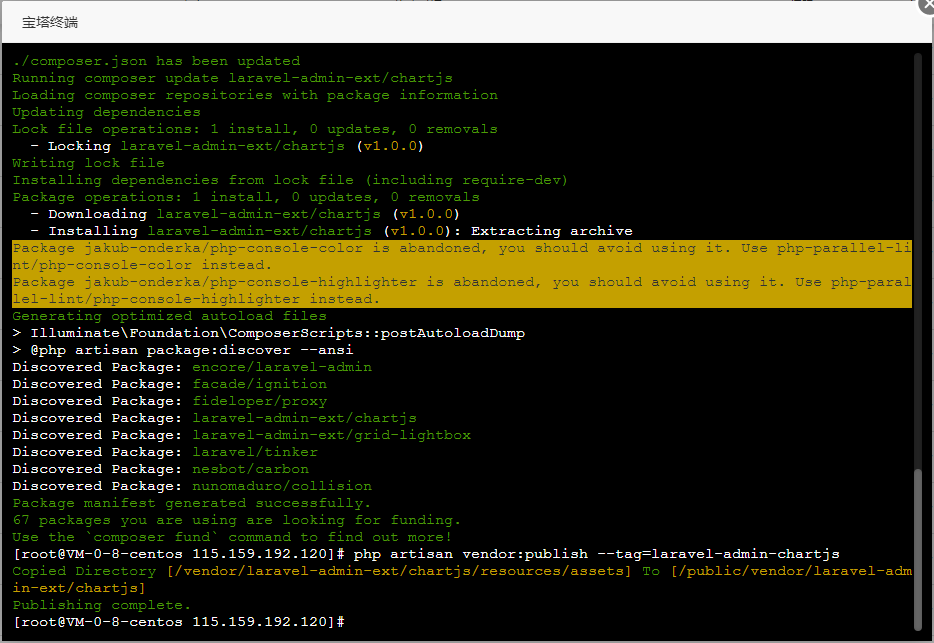 宝塔终端
./composer.json has been updated
Running composer update laravel-admin-ext/chartjs
Loading composer repositories with package information
Updating dependencies
Lock file operations: 1 install, 0 updates, 0 removals
  - Locking laravel-admin-ext/chartjs (v1.0.0)
Writing lock file
Installing dependencies from lock file (including require-dev)
Package operations: 1 install, 0 updates, 0 removals
  - Downloading laravel-admin-ext/chartjs (v1.0.0)
  - Installing laravel-admin-ext/chartjs (v1.0.0): Extracting archive
Package jakub-onderka/php-console-color is abandoned, you should avoid using it. Use php-parallel-li
nt/php-console-color instead.
Package jakub-onderka/php-console-highlighter is abandoned, you should avoid using it. Use php-paral
lel-lint/php-console-highlighter instead.
Generating optimized autoload files
> Illuminate\Foundation\ComposerScripts::postAutoloadDump
> @php artisan package:discover --ansi
Discovered Package: encore/laravel-admin
Discovered Package: facade/ignition
Discovered Package: fideloper/proxy
Discovered Package: laravel-admin-ext/chartjs
Discovered Package: laravel-admin-ext/grid-lightbox
Discovered Package: laravel/tinker
Discovered Package: nesbot/carbon
Discovered Package: nunomaduro/collision
Package manifest generated successfully.
67 packages you are using are looking for funding.
Use the `composer fund` command to find out more!
[root@VM-0-8-centos 115.159.192.120]# php artisan vendor:publish --tag=laravel-admin-chartjs
Copied Directory [/vendor/laravel-admin-ext/chartjs/resources/assets] To [/public/vendor/laravel-adm
in-ext/chartjs]
Publishing complete.
[root@VM-0-8-centos 115.159.192.120]#